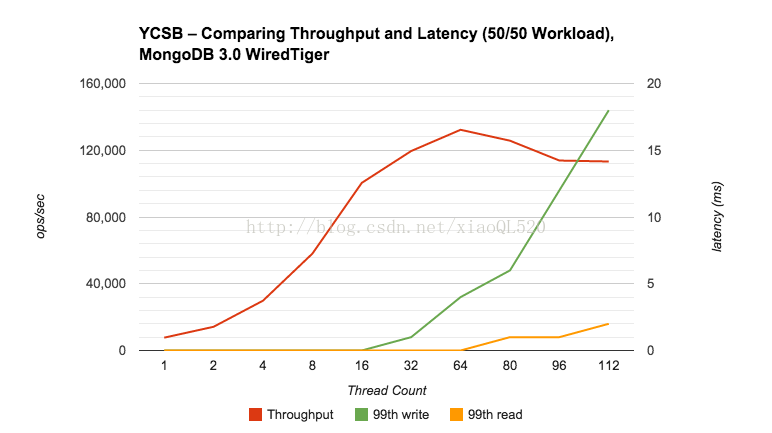 YCSB – Comparing Throughput and Latency (50/50 Workload),
MongoDB 3.0 WiredTiger
160,000
120,000
80,000
40,000
0
ops/sec
20
15
10
5
0
latency (ms)
http://blog.csdn.net/xiaoQL520
1 2 4 8 16 32 64 80 96 112
Thread Count
Throughput 99th write 99th read